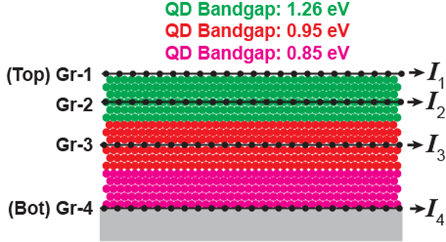 QD Bandgap: 1.26 eV
QD Bandgap: 0.95 eV
QD Bandgap: 0.85 eV
(Top) Gr-1 I1
Gr-2 I2
Gr-3 I3
(Bot) Gr-4 I4